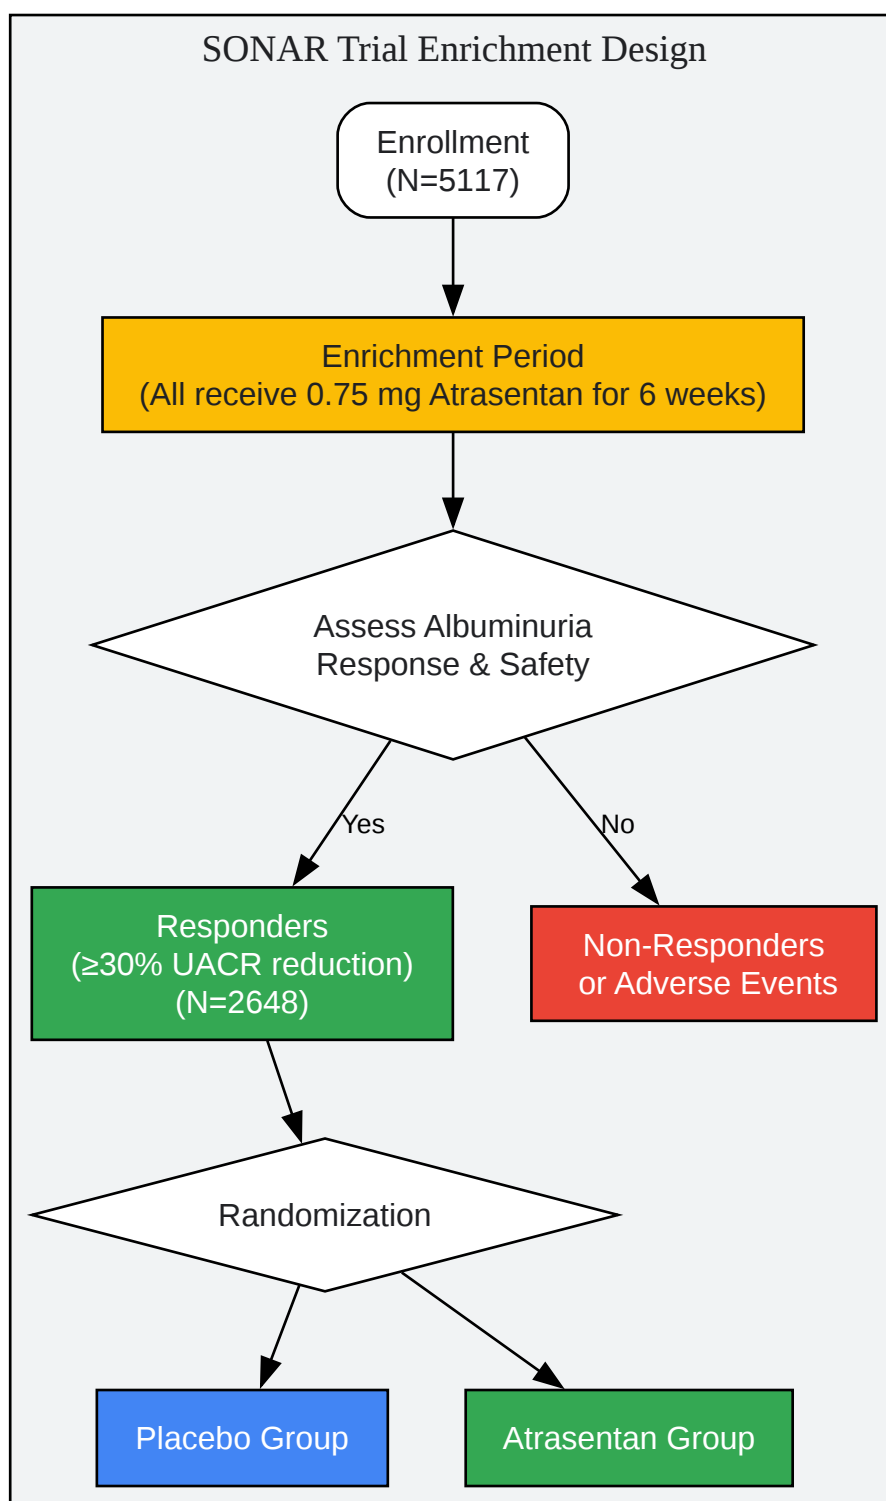 SONAR Trial Enrichment Design
Enrollment
(N=5117)
Enrichment Period
(All receive 0.75 mg Atrasentan for 6 weeks)
Assess Albuminuria
Response & Safety
Yes
No
Responders
(≥30% UACR reduction)
(N=2648)
Non-Responders
or Adverse Events
Randomization
Placebo Group
Atrasentan Group